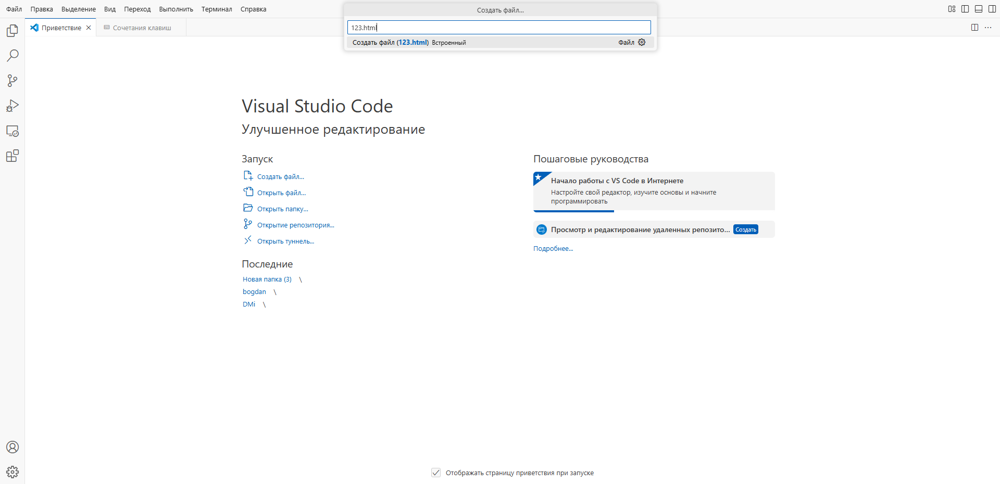 Файл Правка Выделение Вид Переход Выполнить Терминал Справка
Создать файл...
Приветствие Сочетания клавиш
123.html
Создать файл (123.html) Встроенный Файл
Visual Studio Code
Улучшенное редактирование
Запуск
Создать файл...
Открыть файл...
Открыть папку...
Открытие репозитория...
Открыть туннель...
Последние
Новая папка (3) \
bogdan \
DMi \
Пошаговые руководства
Начало работы с VS Code в Интернете
Настройте свой редактор, изучите основы и начните
программировать
Просмотр и редактирование удаленных репозито... Создать
Подробнее...
Отображать страницу приветствия при запуске